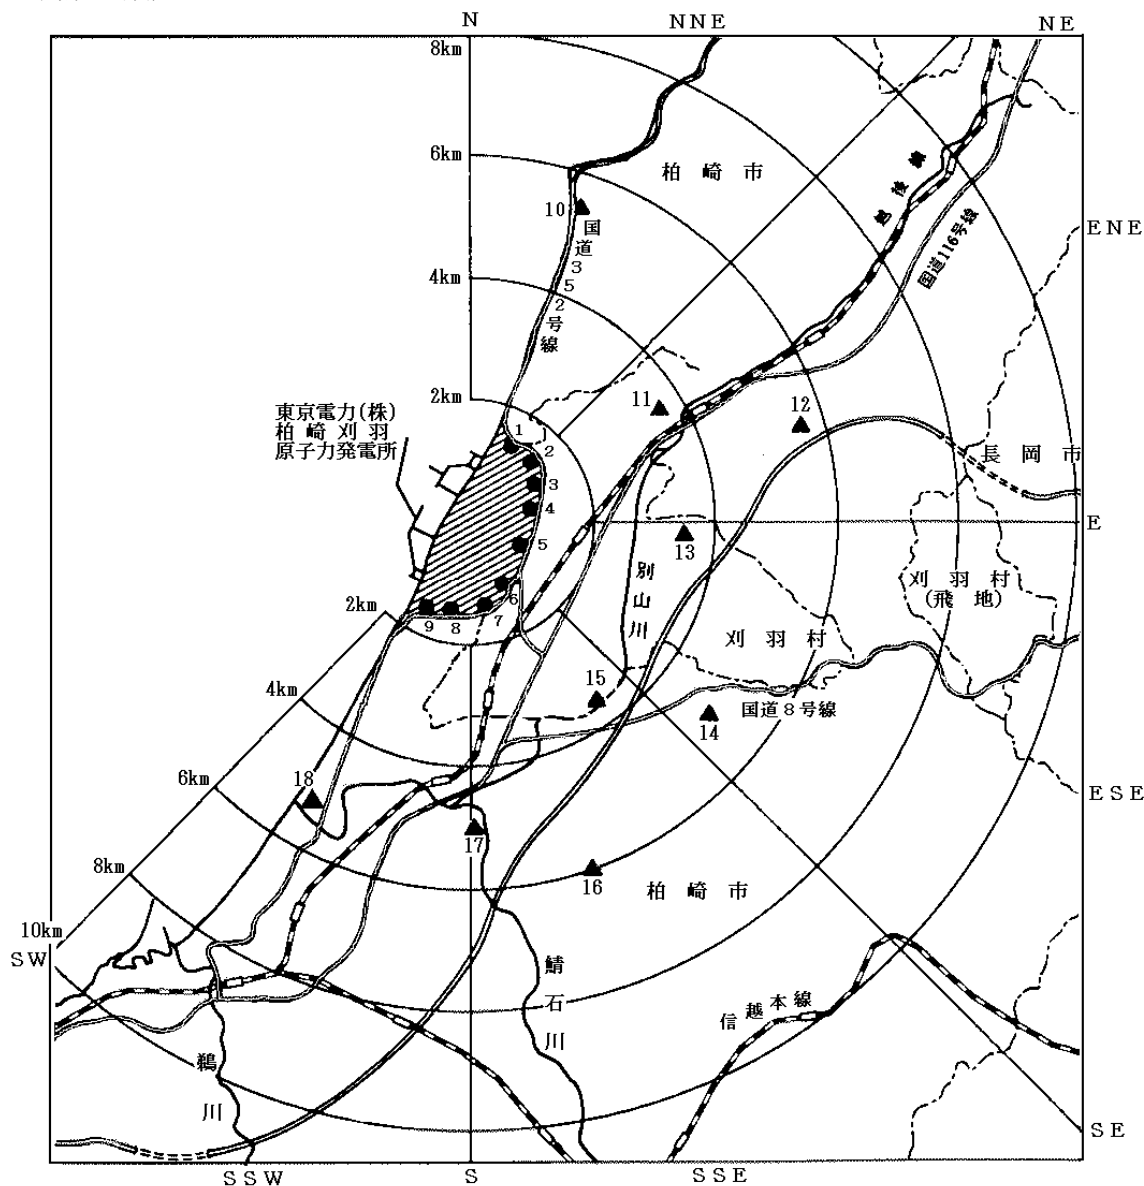 N
NNE
NE
8km
6km
柏崎市
越後線
10
国道352号線
国道116号線
ENE
4km
2km
東京電力(株)
柏崎刈羽
原子力発電所
11
12
1
2
3
4
5
6
7
8
9
長岡市
E
13
別山川
刈羽村
(飛地)
2km
刈羽村
15
14
国道8号線
4km
6km
18
ESE
17
8km
16
柏崎市
10km
SW
鯖石川
信越本線
鵜川
SE
SSW
S
SSE